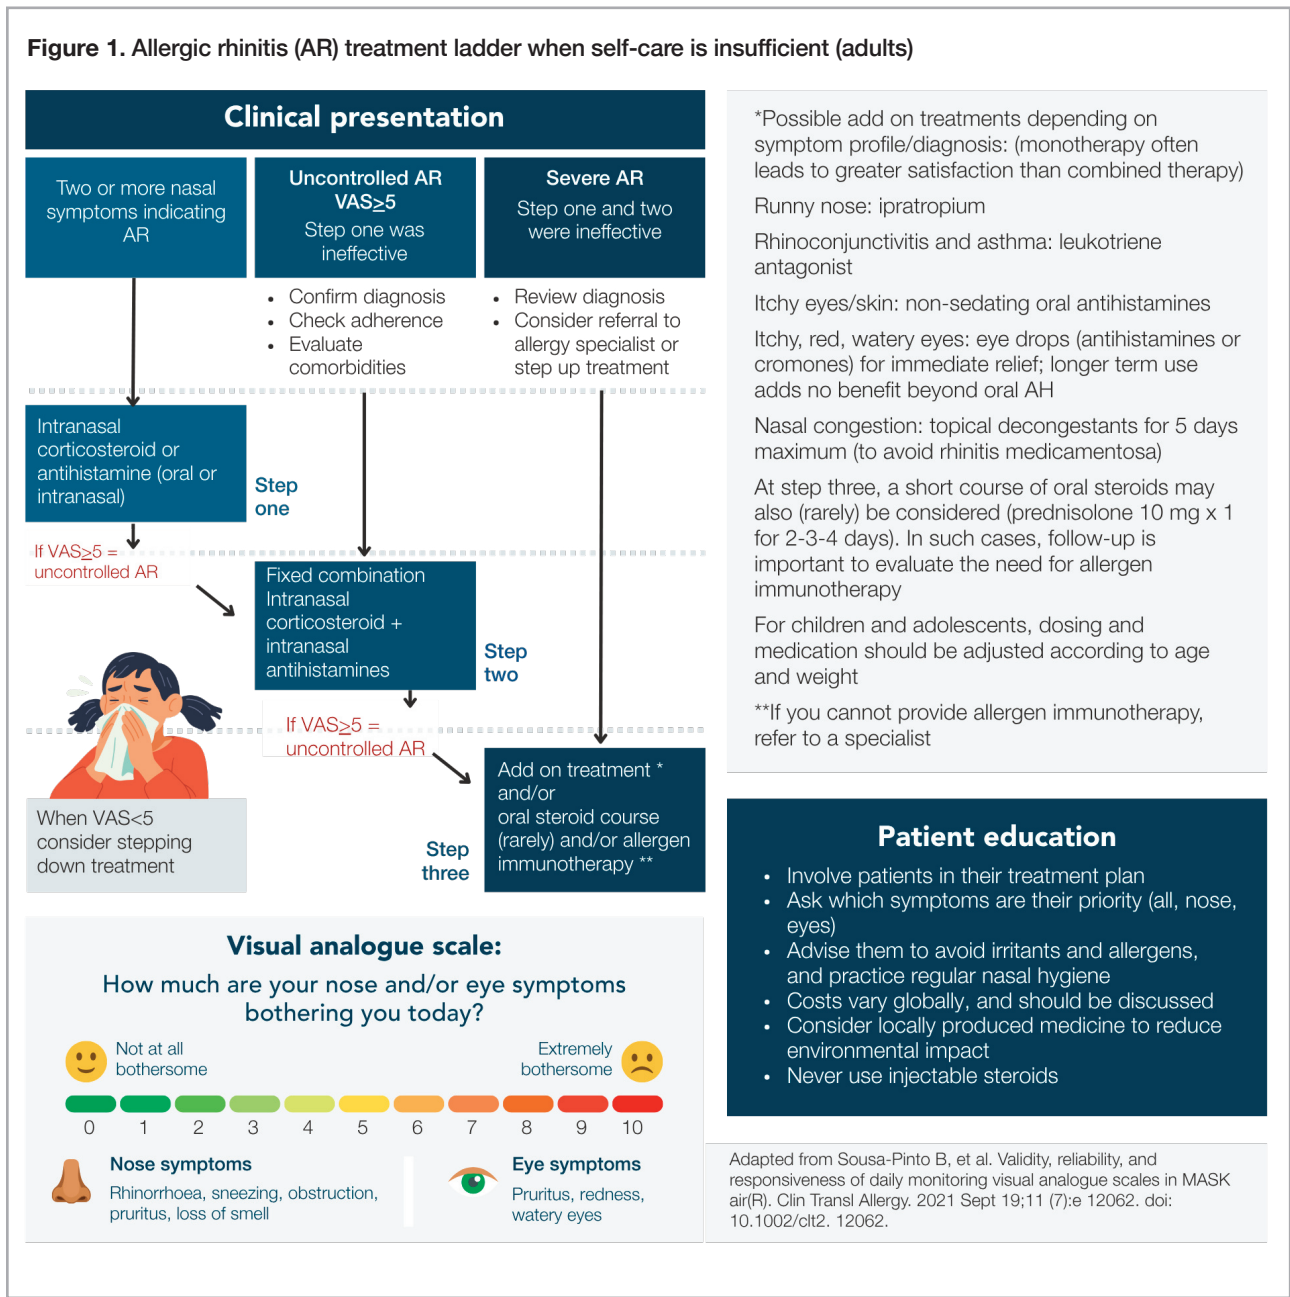 Figure 1. Allergic rhinitis (AR) treatment ladder when self-care is insufficient (adults)
Clinical presentation
Two or more nasal
symptoms indicating
AR
Uncontrolled AR
VAS≥5
Step one was
ineffective
Severe AR
Step one and two
were ineffective
• Confirm diagnosis
• Check adherence
• Evaluate
comorbidities
• Review diagnosis
• Consider referral to
allergy specialist or
step up treatment
Intranasal
corticosteroid or
antihistamine (oral or
intranasal)
Step
one
If VAS≥5 =
uncontrolled AR
Fixed combination
Intranasal
corticosteroid +
intranasal
antihistamines
Step
two
If VAS≥5 =
uncontrolled AR
Add on treatment *
and/or
oral steroid course
(rarely) and/or allergen
immunotherapy **
Step
three
When VAS<5
consider stepping
down treatment
Visual analogue scale:
How much are your nose and/or eye symptoms
bothering you today?
Not at all
bothersome
Extremely
bothersome
0 1 2 3 4 5 6 7 8 9 10
Nose symptoms
Rhinorrhoea, sneezing, obstruction,
pruritus, loss of smell
Eye symptoms
Pruritus, redness,
watery eyes
*Possible add on treatments depending on
symptom profile/diagnosis: (monotherapy often
leads to greater satisfaction than combined therapy)
Runny nose: ipratropium
Rhinoconjunctivitis and asthma: leukotriene
antagonist
Itchy eyes/skin: non-sedating oral antihistamines
Itchy, red, watery eyes: eye drops (antihistamines or
cromones) for immediate relief; longer term use
adds no benefit beyond oral AH
Nasal congestion: topical decongestants for 5 days
maximum (to avoid rhinitis medicamentosa)
At step three, a short course of oral steroids may
also (rarely) be considered (prednisolone 10 mg x 1
for 2-3-4 days). In such cases, follow-up is
important to evaluate the need for allergen
immunotherapy
For children and adolescents, dosing and
medication should be adjusted according to age
and weight
**If you cannot provide allergen immunotherapy,
refer to a specialist
Patient education
• Involve patients in their treatment plan
• Ask which symptoms are their priority (all, nose,
eyes)
• Advise them to avoid irritants and allergens,
and practice regular nasal hygiene
• Costs vary globally, and should be discussed
• Consider locally produced medicine to reduce
environmental impact
• Never use injectable steroids
Adapted from Sousa-Pinto B, et al. Validity, reliability, and
responsiveness of daily monitoring visual analogue scales in MASK
air(R). Clin Transl Allergy. 2021 Sept 19;11 (7):e 12062. doi:
10.1002/clt2. 12062.